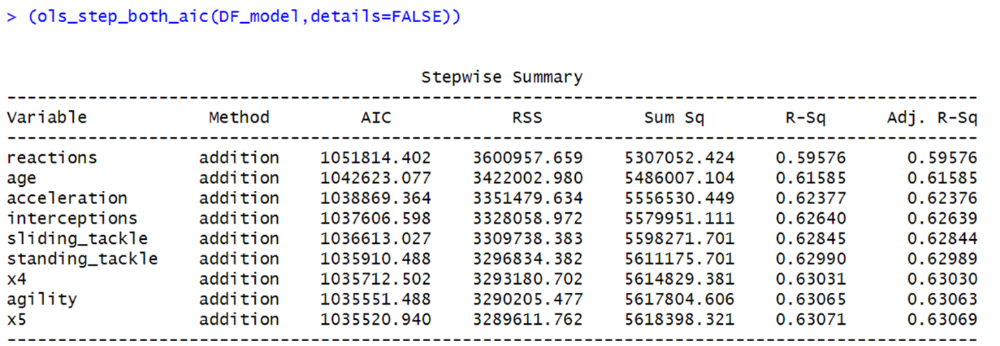 > (ols_step_both_aic(DF_model,details=FALSE))
Stepwise Summary
--------------------------------------------------------------------------------------------------
Variable Method AIC RSS Sum Sq R-Sq Adj. R-Sq
--------------------------------------------------------------------------------------------------
reactions addition 1051814.402 3600957.659 5307052.424 0.59576 0.59576
age addition 1042623.077 3422002.980 5486007.104 0.61585 0.61585
acceleration addition 1038869.364 3351479.634 5556530.449 0.62377 0.62376
interceptions addition 1037606.598 3328058.972 5579951.111 0.62640 0.62639
sliding_tackle addition 1036613.027 3309738.383 5598271.701 0.62845 0.62844
standing_tackle addition 1035910.488 3296834.382 5611175.701 0.62990 0.62989
x4 addition 1035712.502 3293180.702 5614829.381 0.63031 0.63030
agility addition 1035551.488 3290205.477 5617804.606 0.63065 0.63063
x5 addition 1035520.940 3289611.762 5618398.321 0.63071 0.63069
--------------------------------------------------------------------------------------------------